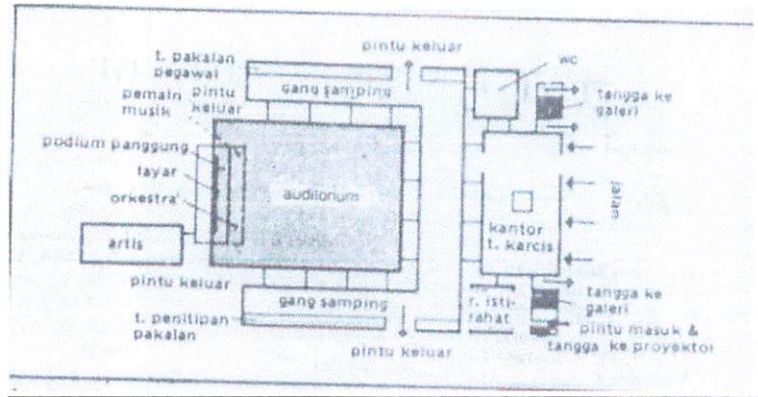 pintu keluar
t. pakaian
pegawai
gang samping
wc
pemain
musik
pintu
keluar
tangga ke
galeri
podium panggung
layar
orkestra
auditorium
artis
kantor
t. karcis
jalan
pintu keluar
gang samping
r. isti-
rahat
tangga ke
galeri
t. penitipan
pakaian
pintu keluar
pintu masuk &
tangga ke proyektor